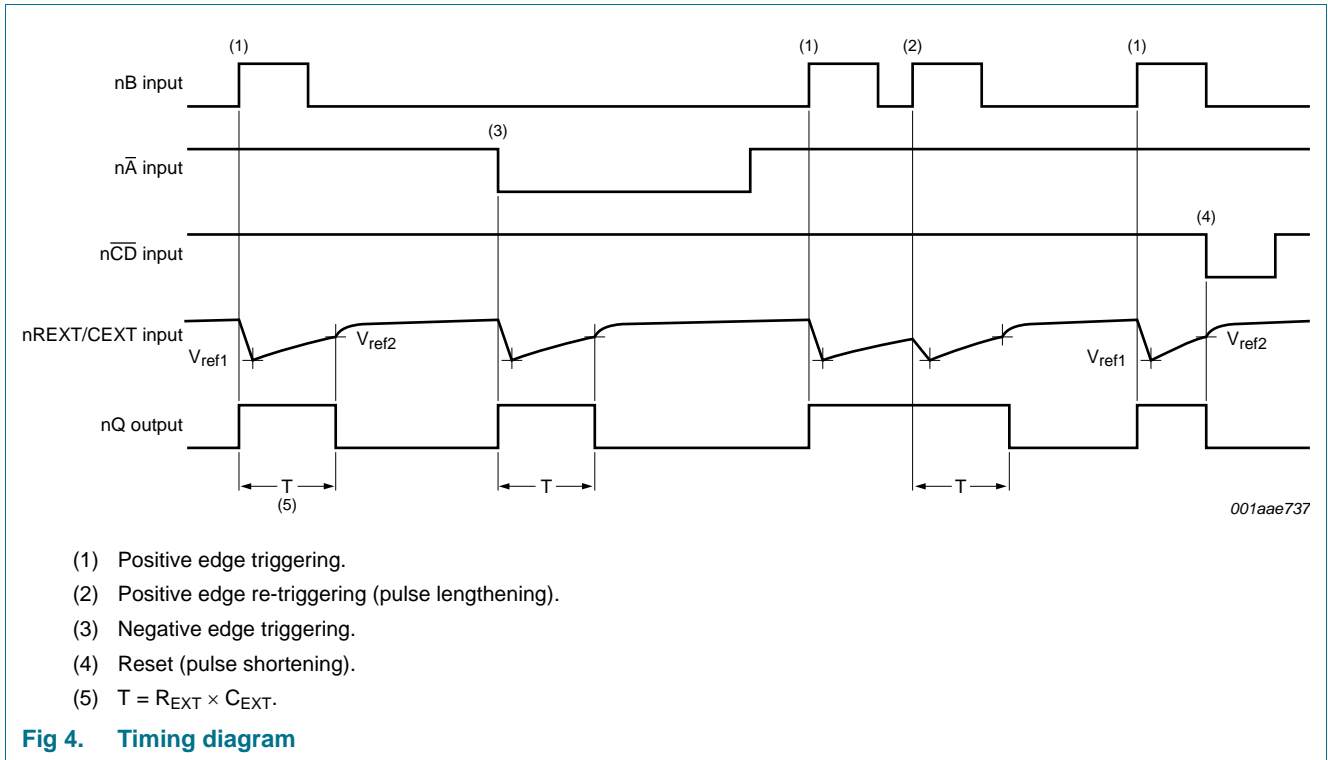 (1) (1) (2) (1)
nB input
(3)
nA̅ input
(4)
nC̅D̅ input
nREXT/CEXT input
Vref1 Vref2 Vref1 Vref2
nQ output
T T T
(5)
001aae737
(1) Positive edge triggering.
(2) Positive edge re-triggering (pulse lengthening).
(3) Negative edge triggering.
(4) Reset (pulse shortening).
(5) T = REXT × CEXT.
Fig 4. Timing diagram